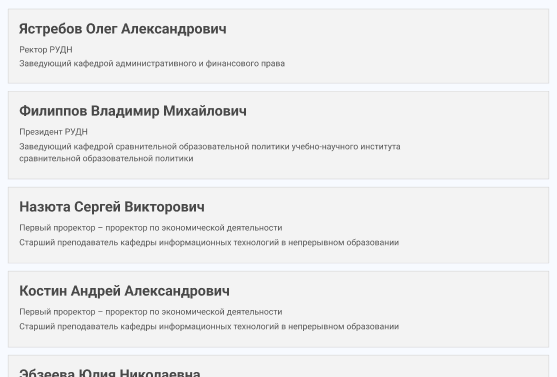 Ястребов Олег Александрович
Ректор РУДН
Заведующий кафедрой административного и финансового права
Филиппов Владимир Михайлович
Президент РУДН
Заведующий кафедрой сравнительной образовательной политики учебно-научного института
сравнительной образовательной политики
Назюта Сергей Викторович
Первый проректор – проректор по экономической деятельности
Старший преподаватель кафедры информационных технологий в непрерывном образовании
Костин Андрей Александрович
Первый проректор – проректор по экономической деятельности
Старший преподаватель кафедры информационных технологий в непрерывном образовании
Эбзеева Юлия Николаевна